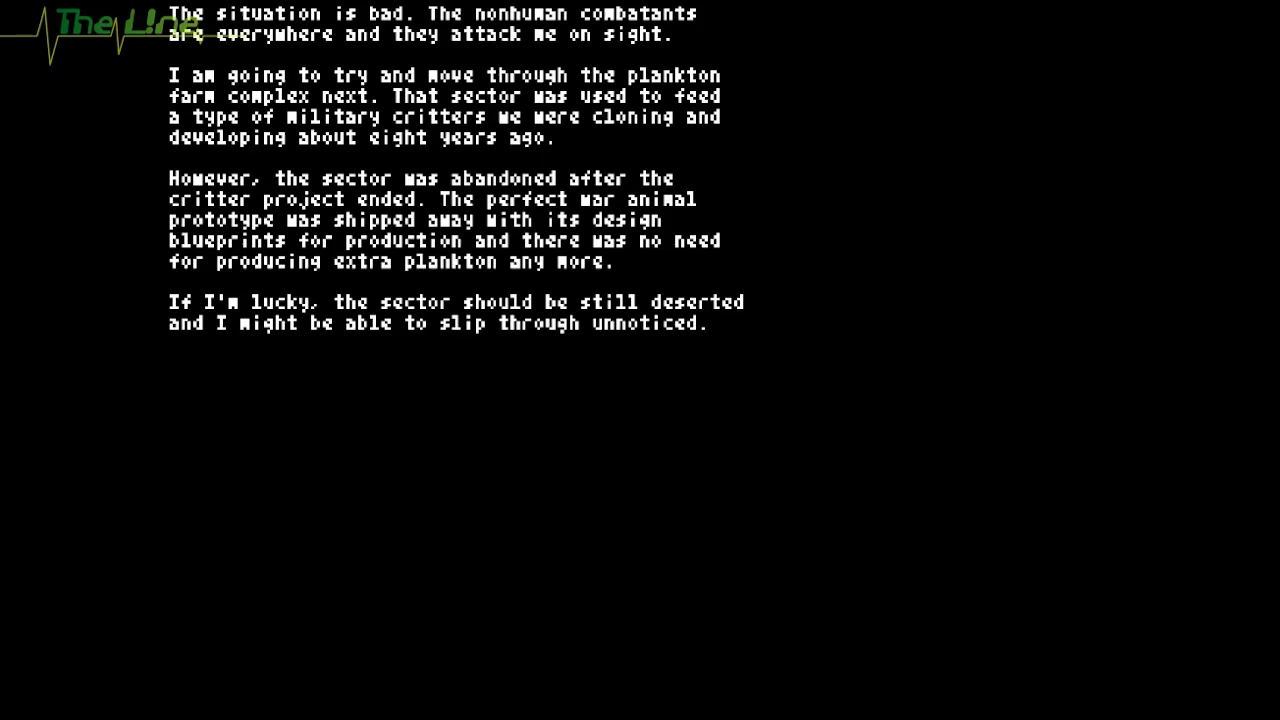 The L!ne
The situation is bad. The nonhuman combatants
are everywhere and they attack me on sight.
I am going to try and move through the plankton
farm complex next. That sector was used to feed
a type of military critters we were cloning and
developing about eight years ago.
However, the sector was abandoned after the
critter project ended. The perfect war animal
prototype was shipped away with its design
blueprints for production and there was no need
for producing extra plankton any more.
If I'm lucky, the sector should be still deserted
and I might be able to slip through unnoticed.